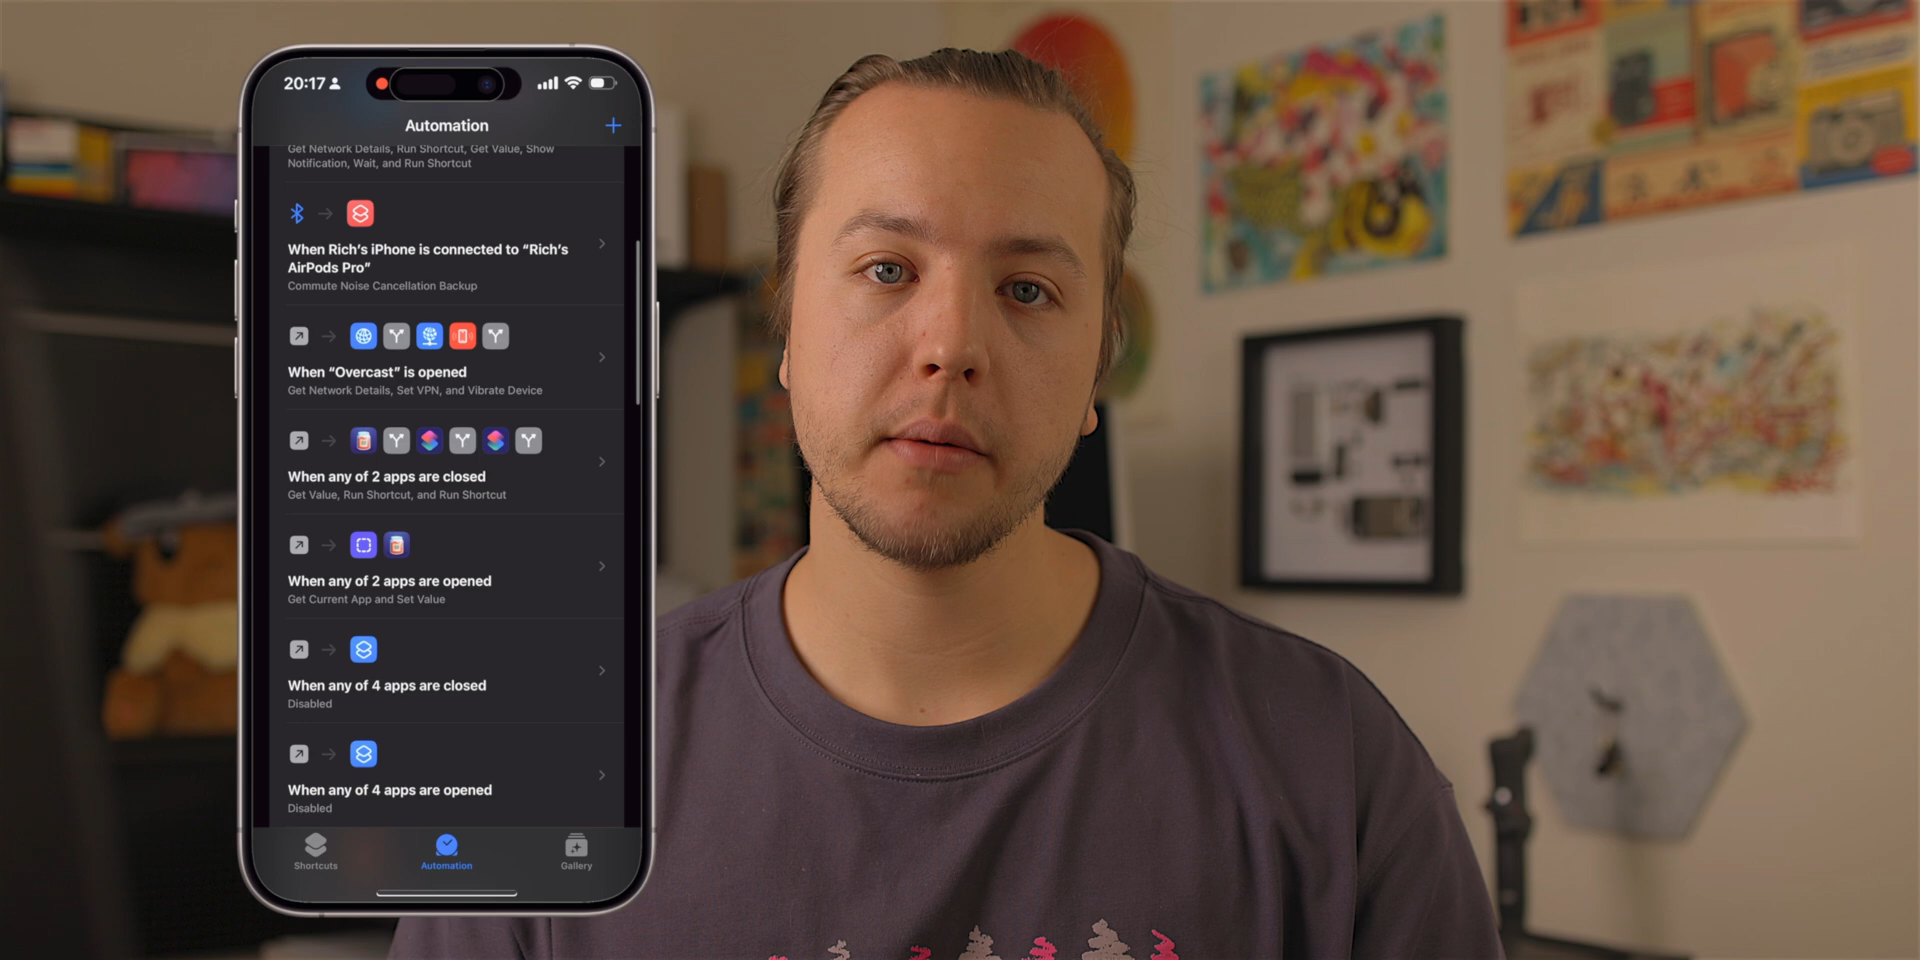 20:17
Automation
Get Network Details, Run Shortcut, Get Value, Show
Notification, Wait, and Run Shortcut
When Rich’s iPhone is connected to “Rich’s
AirPods Pro”
Commute Noise Cancellation Backup
When “Overcast” is opened
Get Network Details, Set VPN, and Vibrate Device
When any of 2 apps are closed
Get Value, Run Shortcut, and Run Shortcut
When any of 2 apps are opened
Get Current App and Set Value
When any of 4 apps are closed
Disabled
When any of 4 apps are opened
Disabled
Shortcuts
Automation
Gallery